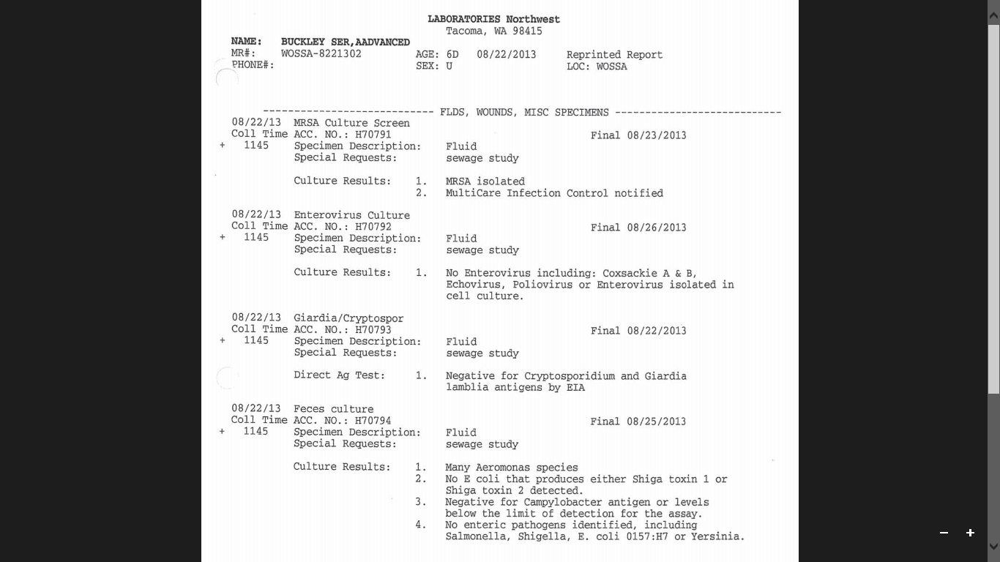 LABORATORIES Northwest
Tacoma, WA 98415
NAME: BUCKLEY SER,AADVANCED
MR#: WOSSA-8221302 AGE: 6D 08/22/2013 Reprinted Report
PHONE#: SEX: U LOC: WOSSA
---------------------------- FLDS, WOUNDS, MISC SPECIMENS ----------------------------
08/22/13 MRSA Culture Screen
Coll Time ACC. NO.: H70791 Final 08/23/2013
+ 1145 Specimen Description: Fluid
Special Requests: sewage study
Culture Results: 1. MRSA isolated
2. MultiCare Infection Control notified
08/22/13 Enterovirus Culture
Coll Time ACC. NO.: H70792 Final 08/26/2013
+ 1145 Specimen Description: Fluid
Special Requests: sewage study
Culture Results: 1. No Enterovirus including: Coxsackie A & B,
Echovirus, Poliovirus or Enterovirus isolated in
cell culture.
08/22/13 Giardia/Cryptospor
Coll Time ACC. NO.: H70793 Final 08/22/2013
+ 1145 Specimen Description: Fluid
Special Requests: sewage study
Direct Ag Test: 1. Negative for Cryptosporidium and Giardia
lamblia antigens by EIA
08/22/13 Feces culture
Coll Time ACC. NO.: H70794 Final 08/25/2013
+ 1145 Specimen Description: Fluid
Special Requests: sewage study
Culture Results: 1. Many Aeromonas species
2. No E coli that produces either Shiga toxin 1 or
Shiga toxin 2 detected.
3. Negative for Campylobacter antigen or levels
below the limit of detection for the assay.
4. No enteric pathogens identified, including
Salmonella, Shigella, E. coli 0157:H7 or Yersinia.